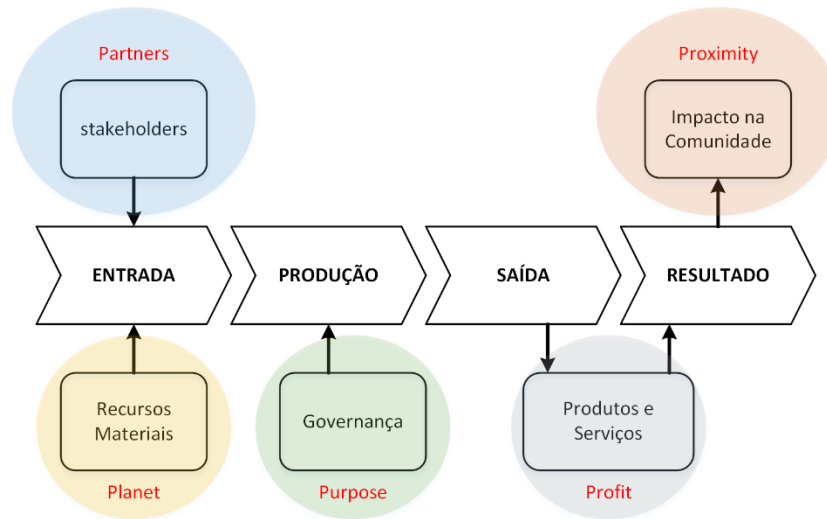 Partners
stakeholders
Proximity
Impacto na
Comunidade
ENTRADA
PRODUÇÃO
SAÍDA
RESULTADO
Recursos
Materiais
Planet
Governança
Purpose
Produtos e
Serviços
Profit